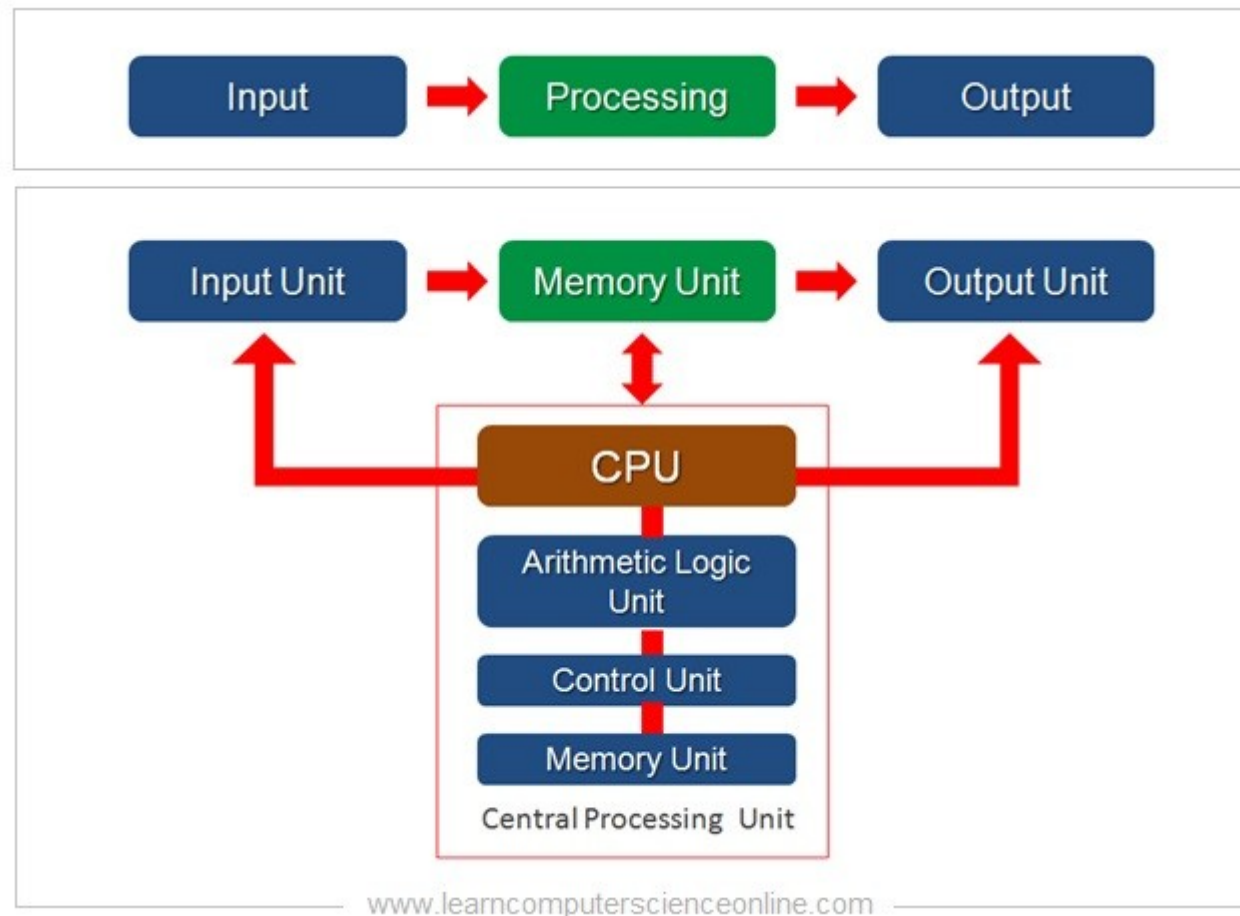 Input
Processing
Output
Input Unit
Memory Unit
Output Unit
CPU
Arithmetic Logic
Unit
Control Unit
Memory Unit
Central Processing Unit
www.learncomputerscienceonline.com